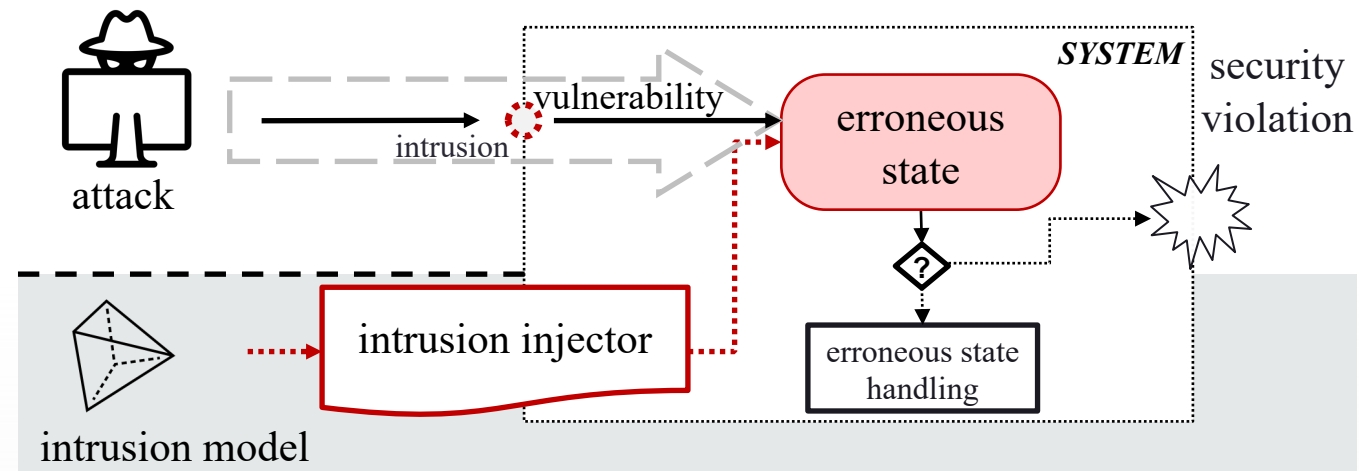 SYSTEM
security
violation
vulnerability
intrusion
attack
erroneous
state
?
intrusion injector
erroneous state
handling
intrusion model